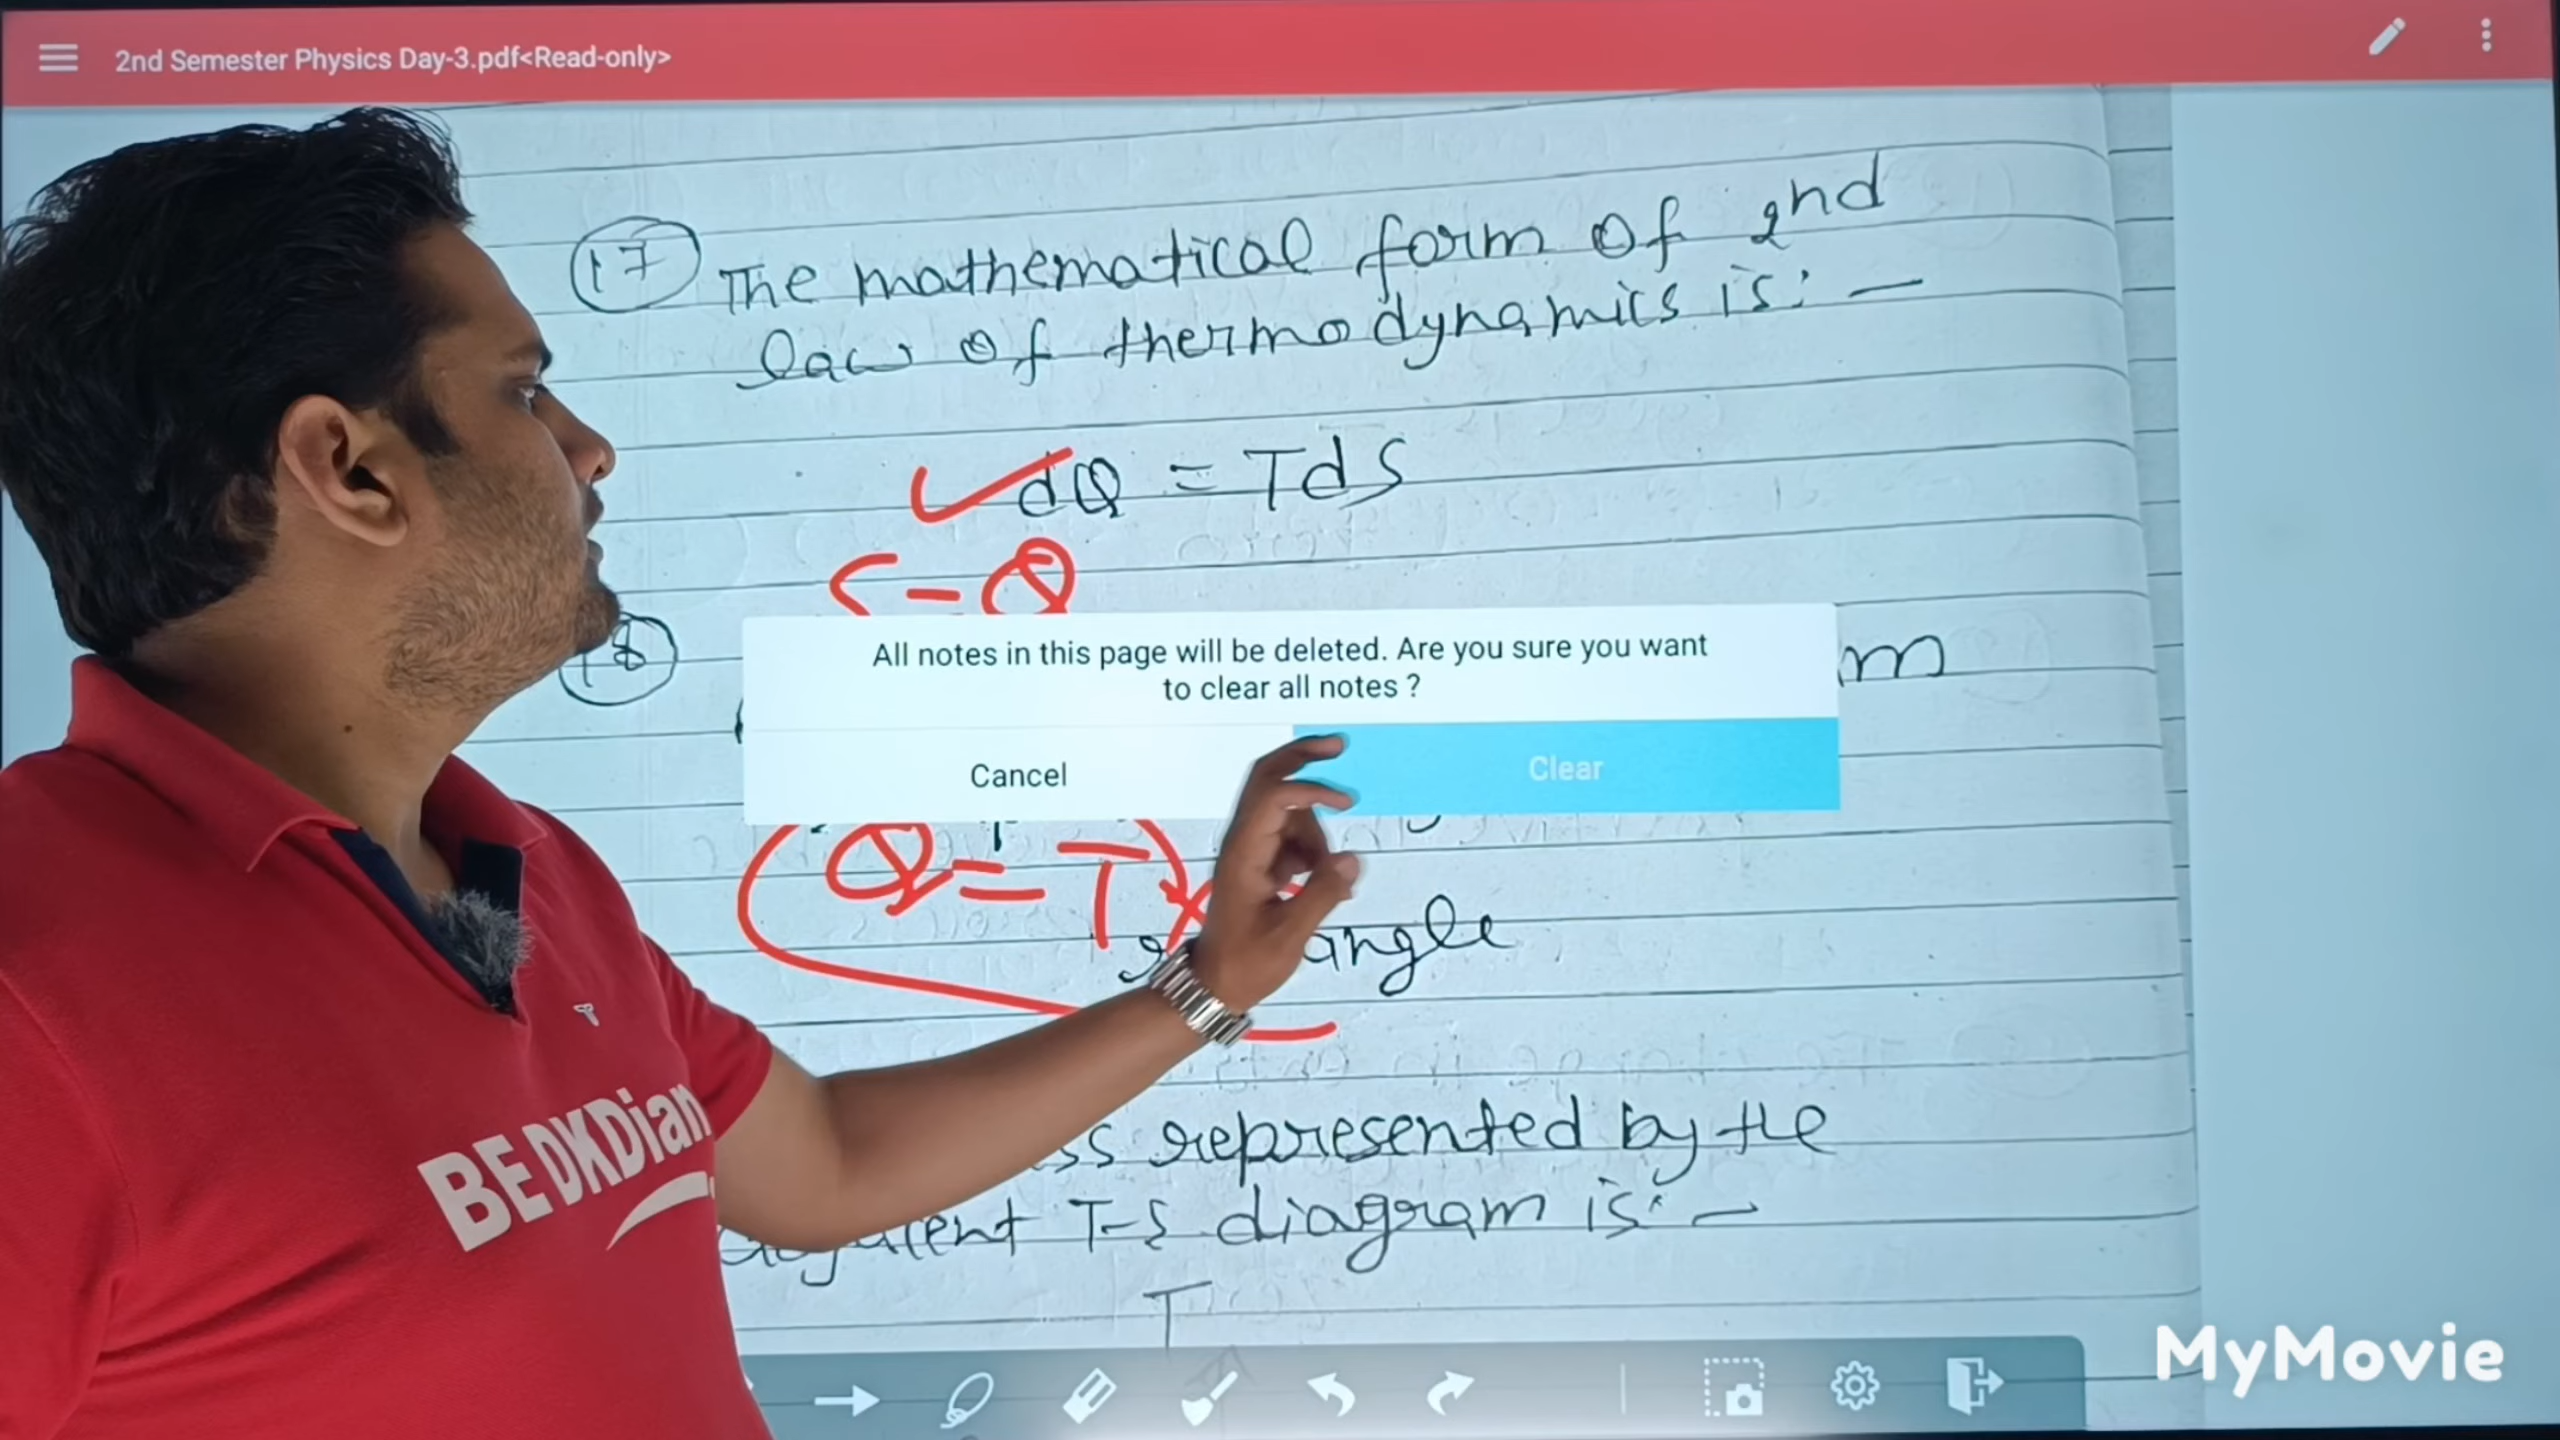 2nd Semester Physics Day-3.pdf<Read-only>
17 The mathematical form of 2nd
law of thermodynamics is: —
dQ = TdS
S = Q
18
m
All notes in this page will be deleted. Are you sure you want
to clear all notes ?
Cancel Clear
Q = T
angle
ss represented by the
T-S diagram is: —
T
BEDKDian
MyMovie